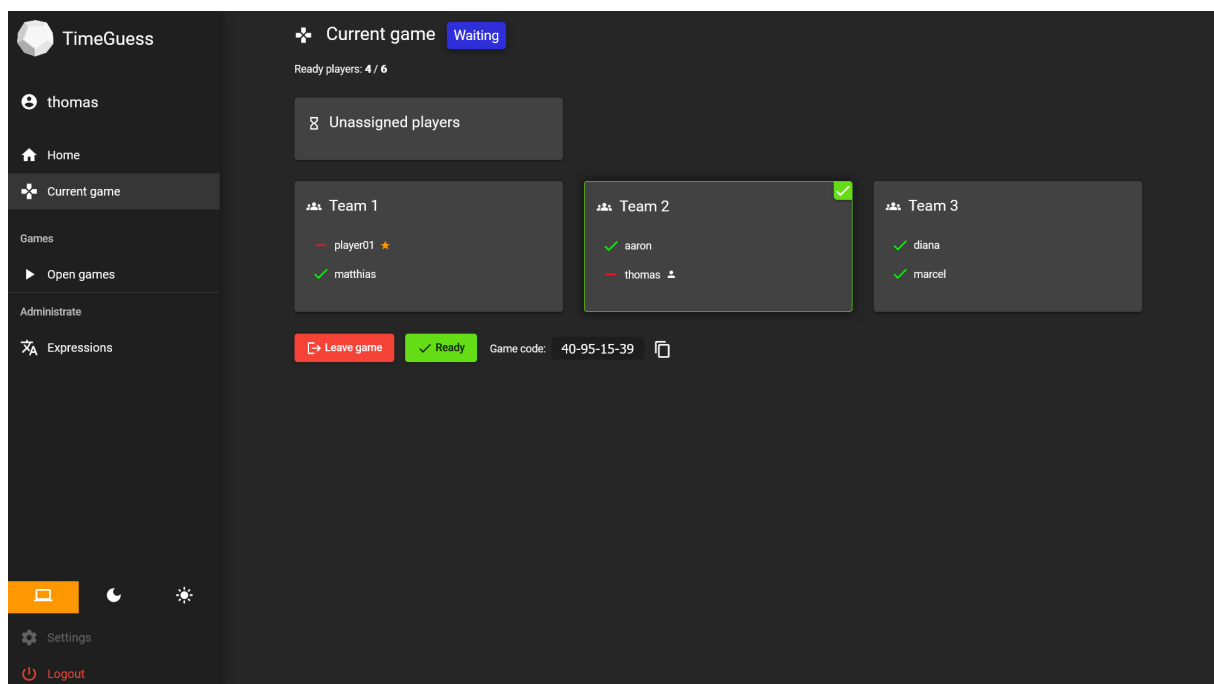 TimeGuess
thomas
Home
Current game
Games
Open games
Administrate
Expressions
Settings
Logout
Current game Waiting
Ready players: 4 / 6
Unassigned players
Team 1
player01
matthias
Team 2
aaron
thomas
Team 3
diana
marcel
Leave game Ready Game code: 40-95-15-39